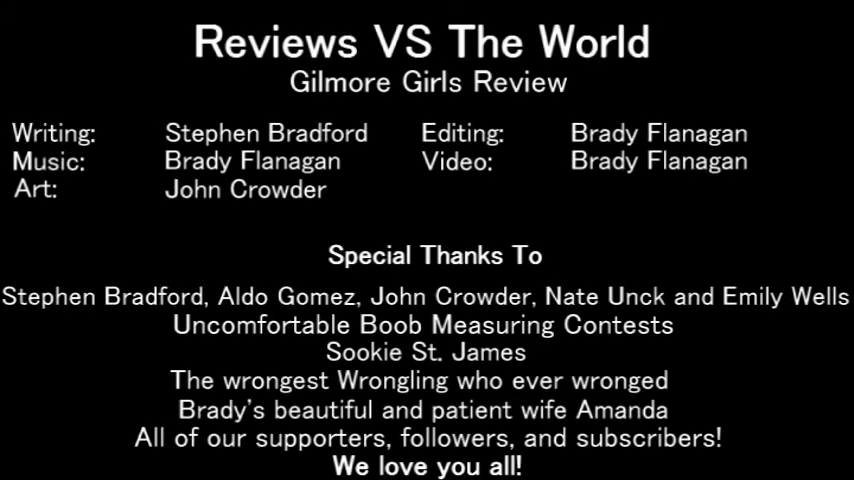 Reviews VS The World
Gilmore Girls Review
Writing: Stephen Bradford Editing: Brady Flanagan
Music: Brady Flanagan Video: Brady Flanagan
Art: John Crowder
Special Thanks To
Stephen Bradford, Aldo Gomez, John Crowder, Nate Unck and Emily Wells
Uncomfortable Boob Measuring Contests
Sookie St. James
The wrongest Wrongling who ever wronged
Brady's beautiful and patient wife Amanda
All of our supporters, followers, and subscribers!
We love you all!